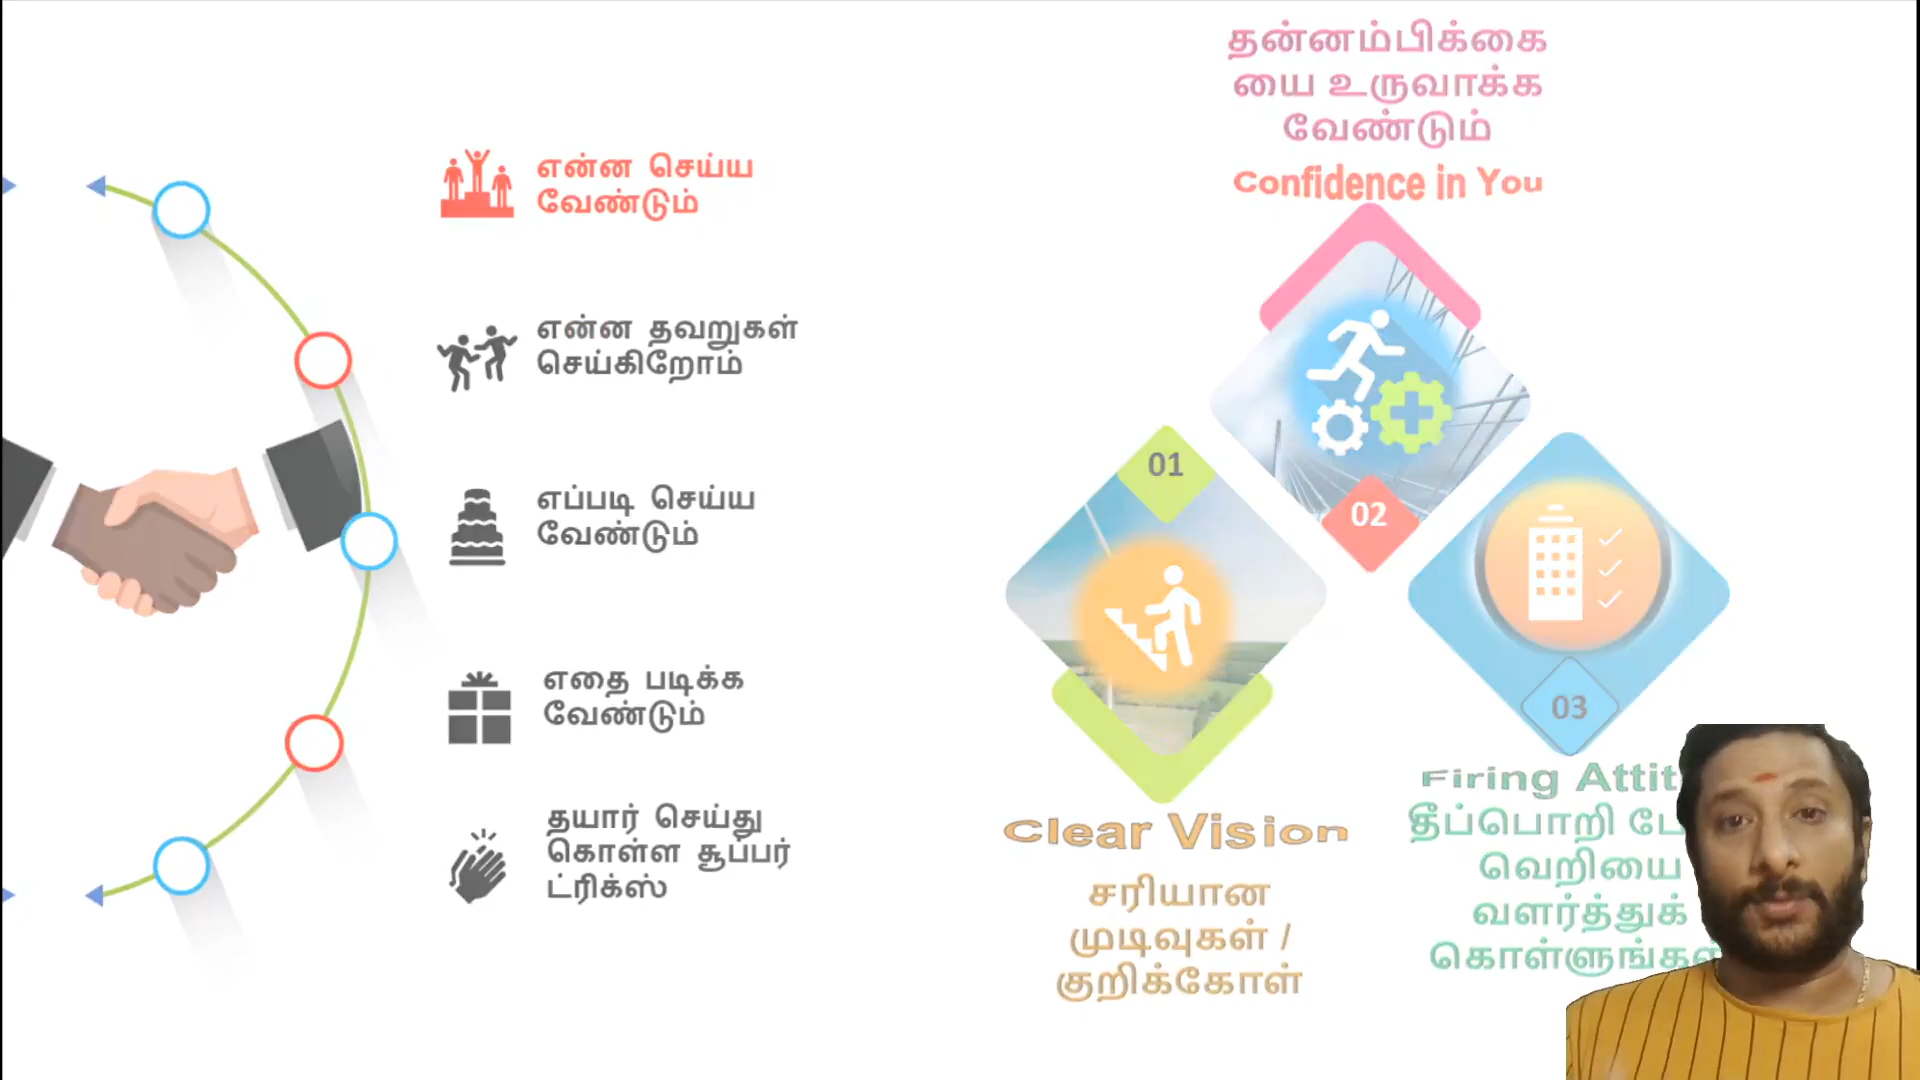 என்ன செய்ய
வேண்டும்
என்ன தவறுகள்
செய்கிறோம்
எப்படி செய்ய
வேண்டும்
எதை படிக்க
வேண்டும்
தயார் செய்து
கொள்ள சூப்பர்
ட்ரிக்ஸ்
தன்னம்பிக்கை
யை உருவாக்க
வேண்டும்
Confidence in You
01
02
03
Clear Vision
சரியான
முடிவுகள் /
குறிக்கோள்
Firing
தீப்பொறி
வெறியை
வளர்த்துக்